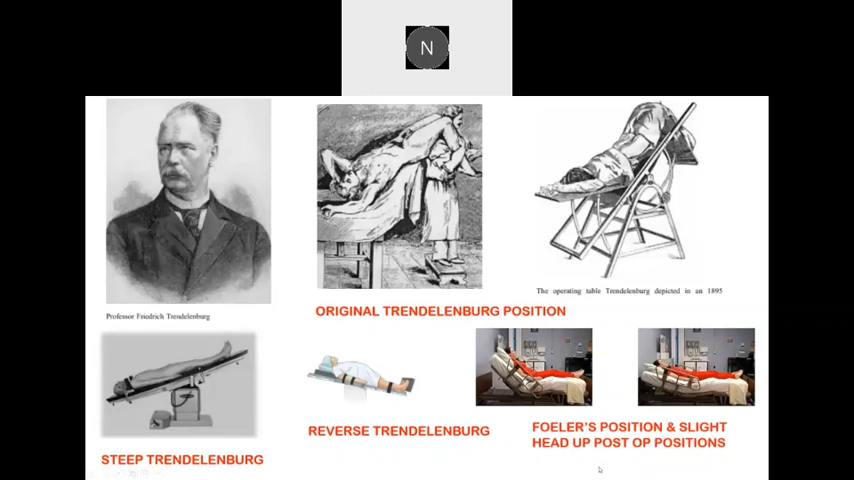 N
The operating table Trendelenburg depicted in an 1895
ORIGINAL TRENDELENBURG POSITION
Professor Friedrich Trendelenburg
REVERSE TRENDELENBURG
FOELER'S POSITION & SLIGHT
HEAD UP POST OP POSITIONS
STEEP TRENDELENBURG